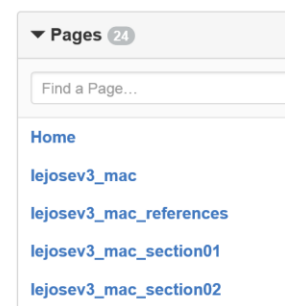 Pages 24
Find a Page...
Home
lejosev3_mac
lejosev3_mac_references
lejosev3_mac_section01
lejosev3_mac_section02